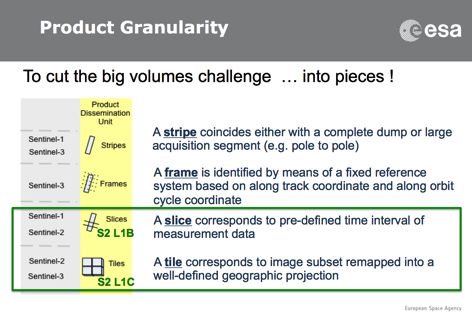 Product Granularity
esa
To cut the big volumes challenge … into pieces !
Product
Dissemination
Unit
Sentinel-1
Sentinel-3
Stripes
A stripe coincides either with a complete dump or large
acquisition segment (e.g. pole to pole)
Sentinel-3
Frames
A frame is identified by means of a fixed reference
system based on along track coordinate and along orbit
cycle coordinate
Sentinel-1
Sentinel-2
Slices
S2 L1B
A slice corresponds to pre-defined time interval of
measurement data
Sentinel-2
Sentinel-3
Tiles
S2 L1C
A tile corresponds to image subset remapped into a
well-defined geographic projection
European Space Agency